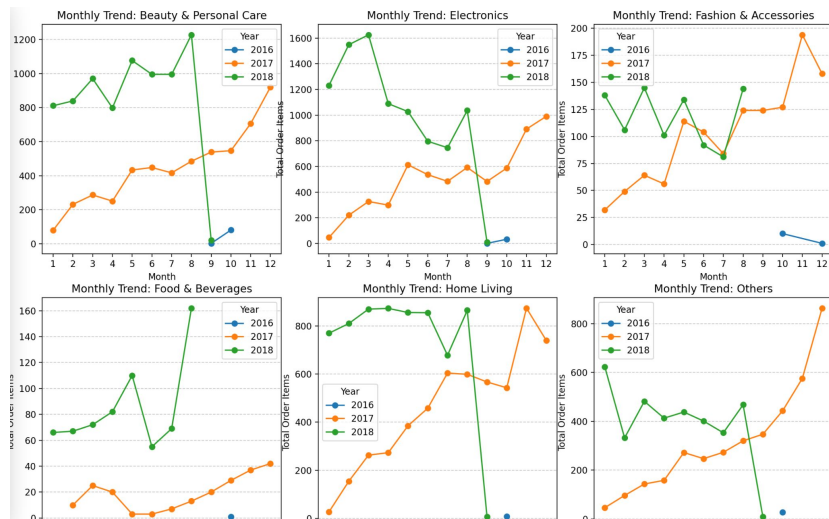 Monthly Trend: Beauty & Personal Care
1200
1000
800
600
400
200
0
1 2 3 4 5 6 7 8 9 10 11 12
Month
Year
2016
2017
2018
Monthly Trend: Electronics
Total Order Items
1600
1400
1200
1000
800
600
400
200
0
1 2 3 4 5 6 7 8 9 10 11 12
Month
Year
2016
2017
2018
Monthly Trend: Fashion & Accessories
Total Order Items
200
175
150
125
100
75
50
25
0
1 2 3 4 5 6 7 8 9 10 11 12
Month
Year
2016
2017
2018
Monthly Trend: Food & Beverages
Total Order Items
160
140
120
100
80
60
40
20
0
Year
2016
2017
2018
Monthly Trend: Home Living
Total Order Items
800
600
400
200
0
Year
2016
2017
2018
Monthly Trend: Others
Total Order Items
800
600
400
200
0
Year
2016
2017
2018